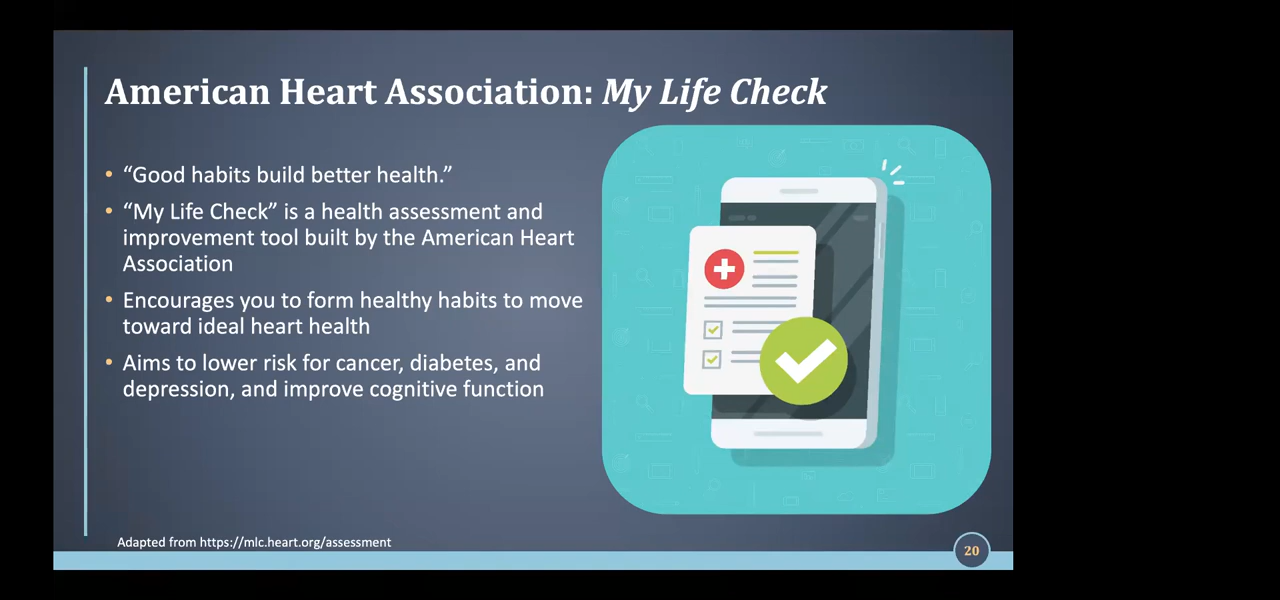 American Heart Association: My Life Check
• “Good habits build better health.”
• “My Life Check” is a health assessment and
improvement tool built by the American Heart
Association
• Encourages you to form healthy habits to move
toward ideal heart health
• Aims to lower risk for cancer, diabetes, and
depression, and improve cognitive function
Adapted from https://mlc.heart.org/assessment
20